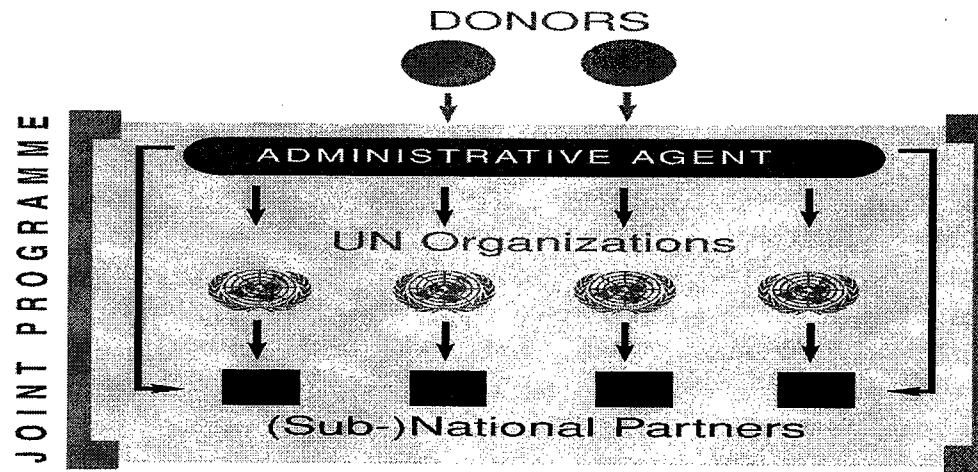 DONORS
JOINT PROGRAMME
ADMINISTRATIVE AGENT
UN Organizations
(Sub-)National Partners